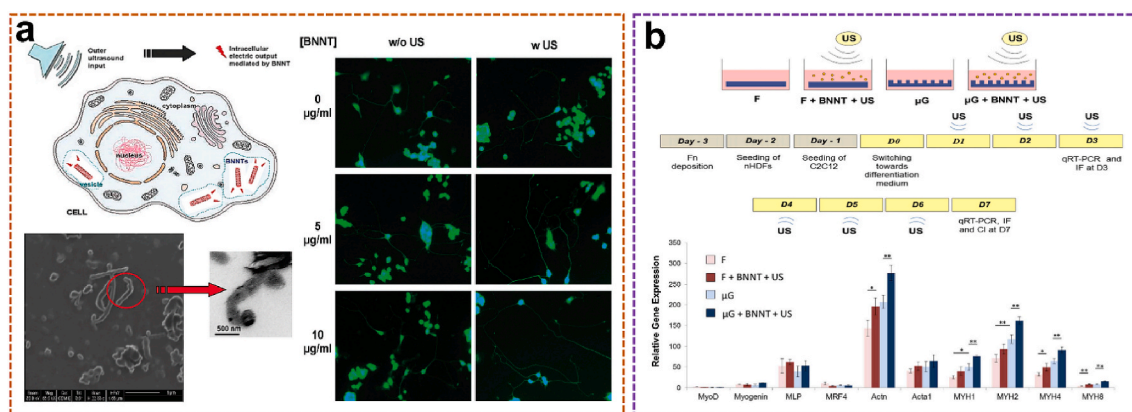 a
Outer
ultrasound
input
Intracellular
electric output
mediated by BNNT
cytoplasm
nucleus
BNNTs
vesicle
CELL
500 nm
[BNNT]
w/o US
w US
0
µg/ml
5
µg/ml
10
µg/ml
b
US
US
F
F + BNNT + US
µG
µG + BNNT + US
US
US
US
Day - 3
Day - 2
Day - 1
D0
D1
D2
D3
Fn
deposition
Seeding of
nHDFs
Seeding of
C2C12
Switching
towards
differentiation
medium
qRT-PCR and
IF at D3
D4
D5
D6
D7
US
US
US
qRT-PCR, IF
and CI at D7
Relative Gene Expression
350
300
250
200
150
100
50
0
F
F + BNNT + US
µG
µG + BNNT + US
*
**
*
**
**
**
*
**
**
**
MyoD
Myogenin
MLP
MRF4
Actn
Acta1
MYH1
MYH2
MYH4
MYH8